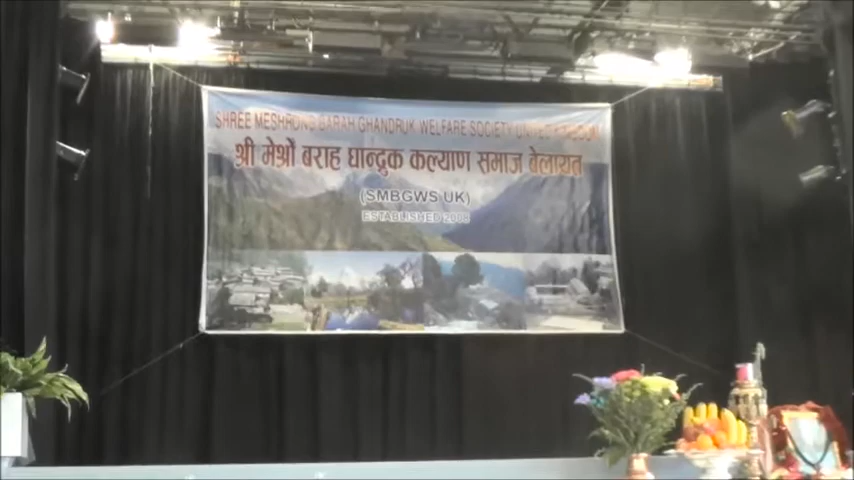 SHREE MESHRONG BARAH GHANDRUK WELFARE SOCIETY UNITED KINGDOM
श्री मेश्रों बराह घान्द्रुक कल्याण समाज बेलायत
(SMBGWS UK)
ESTABLISHED 2008